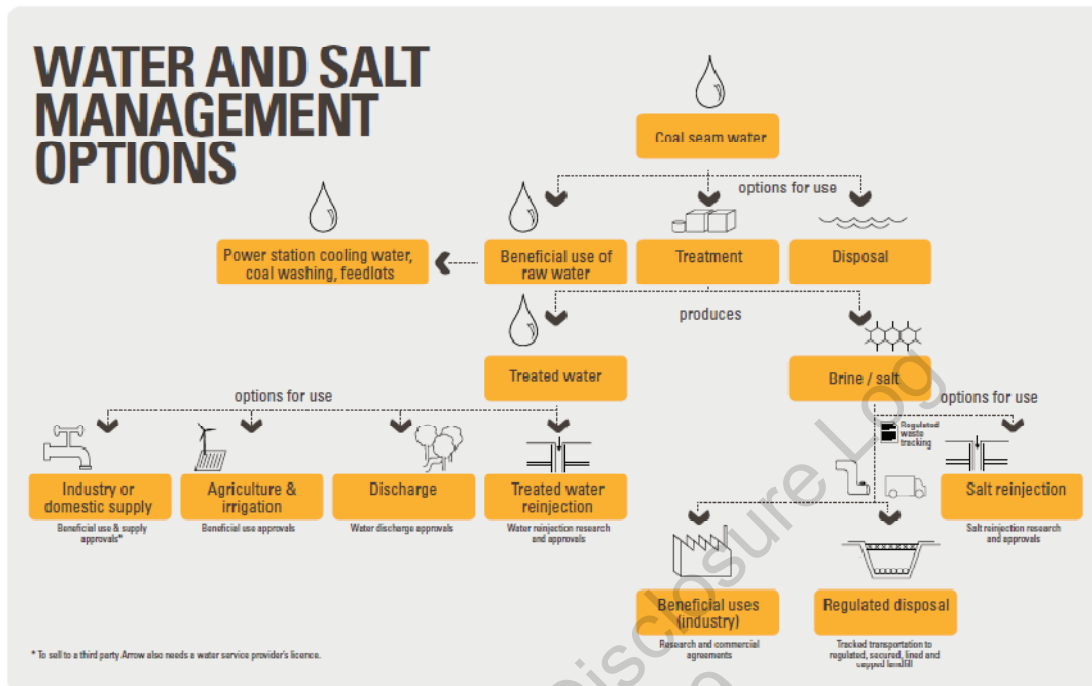 WATER AND SALT
MANAGEMENT
OPTIONS
Coal seam water
options for use
Power station cooling water,
coal washing, feedlots
Beneficial use of
raw water
Treatment
Disposal
produces
Treated water
Brine / salt
options for use
options for use
Regulated
waste
tracking
Industry or
domestic supply
Beneficial use & supply
approvals*
Agriculture &
irrigation
Beneficial use approvals
Discharge
Water discharge approvals
Treated water
reinjection
Water reinjection research
and approvals
Salt reinjection
Salt reinjection research
and approvals
Beneficial uses
(industry)
Research and commercial
agreements
Regulated disposal
Tracked transportation to
regulated, secured, lined and
capped landfill
* To sell to a third party Arrow also needs a water service provider's licence.
Disclosure Log